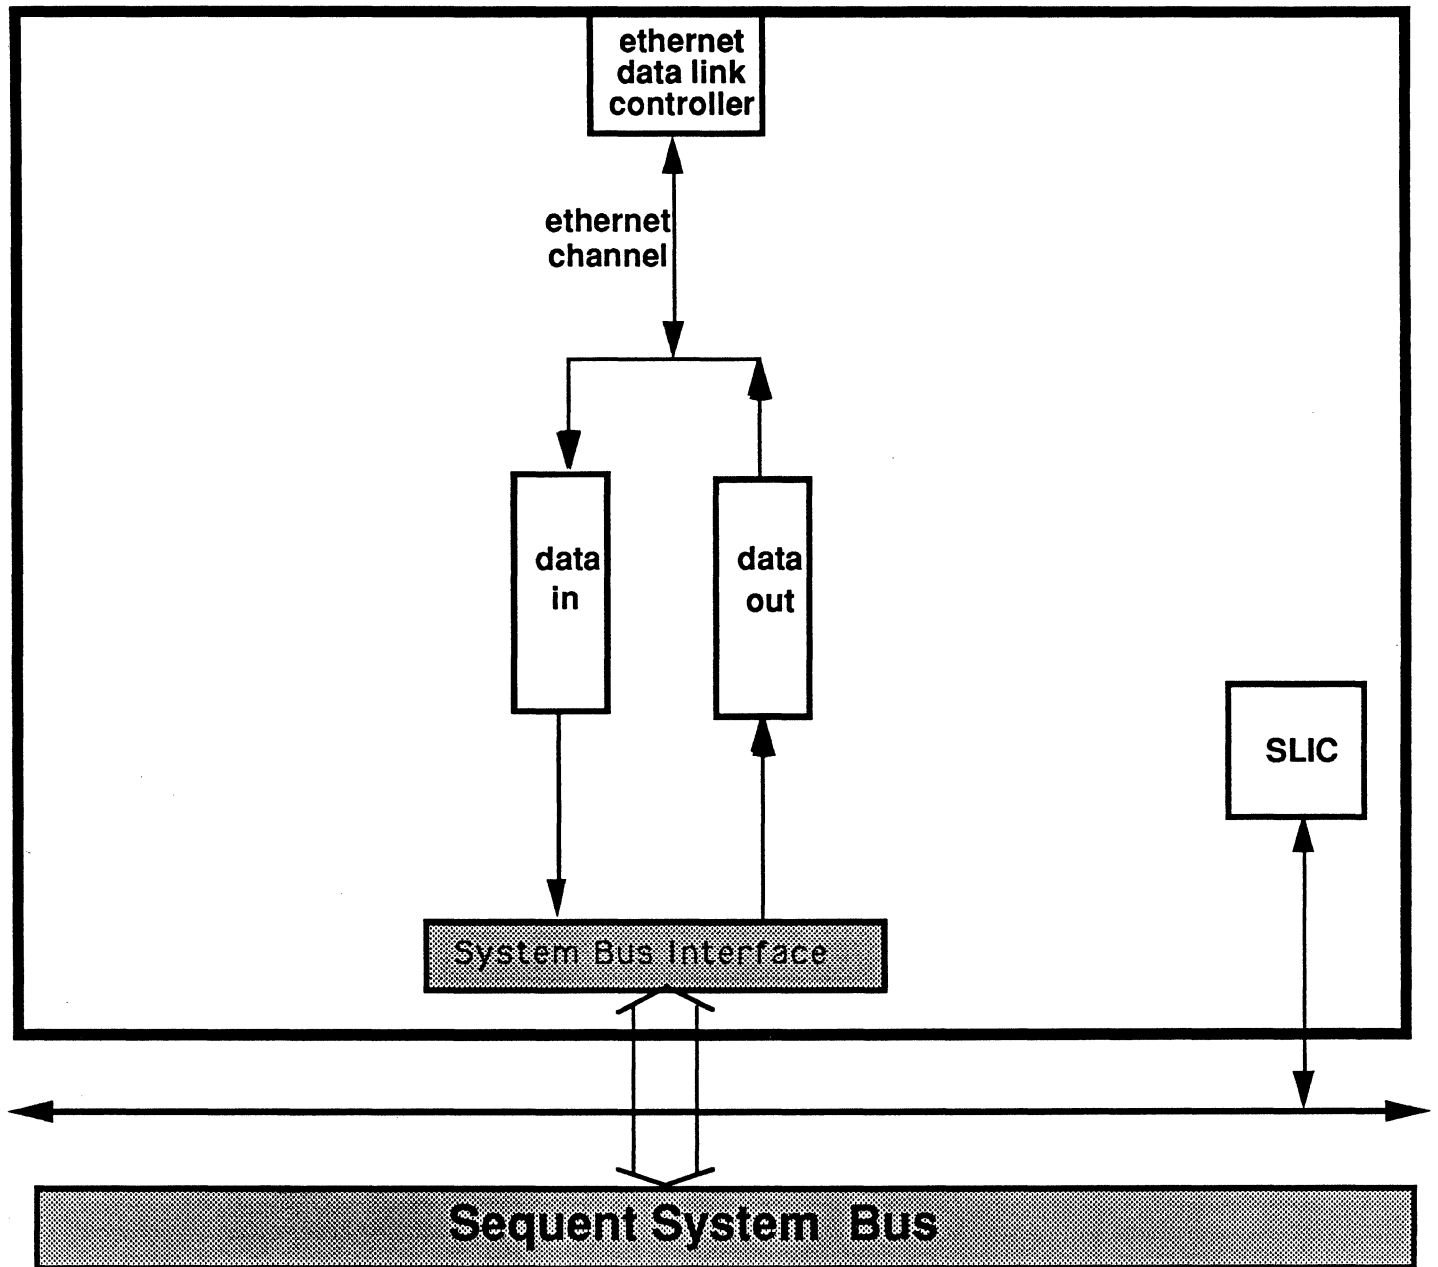 ethernet
data link
controller
ethernet
channel
data
in
data
out
SLIC
System Bus Interface
Sequent System Bus